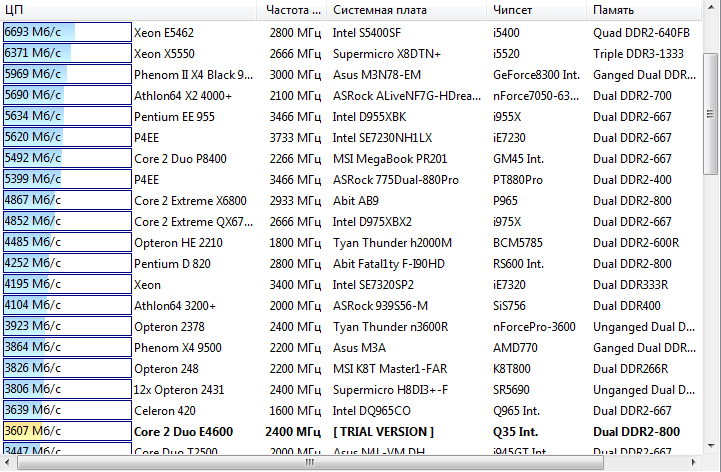 ЦП Частота ... Системная плата Чипсет Память
6693 Мб/с Xeon E5462 2800 МГц Intel S5400SF i5400 Quad DDR2-640FB
6371 Мб/с Xeon X5550 2666 МГц Supermicro X8DTN+ i5520 Triple DDR3-1333
5969 Мб/с Phenom II X4 Black 9... 3000 МГц Asus M3N78-EM GeForce8300 Int. Ganged Dual DDR...
5690 Мб/с Athlon64 X2 4000+ 2100 МГц ASRock ALiveNF7G-HDrea... nForce7050-63... Dual DDR2-700
5634 Мб/с Pentium EE 955 3466 МГц Intel D955XBK i955X Dual DDR2-667
5620 Мб/с P4EE 3733 МГц Intel SE7230NH1LX iE7230 Dual DDR2-667
5492 Мб/с Core 2 Duo P8400 2266 МГц MSI MegaBook PR201 GM45 Int. Dual DDR2-667
5399 Мб/с P4EE 3466 МГц ASRock 775Dual-880Pro PT880Pro Dual DDR2-400
4867 Мб/с Core 2 Extreme X6800 2933 МГц Abit AB9 P965 Dual DDR2-800
4852 Мб/с Core 2 Extreme QX67... 2666 МГц Intel D975XBX2 i975X Dual DDR2-667
4485 Мб/с Opteron HE 2210 1800 МГц Tyan Thunder h2000M BCM5785 Dual DDR2-600R
4252 Мб/с Pentium D 820 2800 МГц Abit Fatal1ty F-I90HD RS600 Int. Dual DDR2-800
4195 Мб/с Xeon 3400 МГц Intel SE7320SP2 iE7320 Dual DDR333R
4104 Мб/с Athlon64 3200+ 2000 МГц ASRock 939S56-M SiS756 Dual DDR400
3923 Мб/с Opteron 2378 2400 МГц Tyan Thunder n3600R nForcePro-3600 Unganged Dual D...
3864 Мб/с Phenom X4 9500 2200 МГц Asus M3A AMD770 Ganged Dual DDR...
3826 Мб/с Opteron 248 2200 МГц MSI K8T Master1-FAR K8T800 Dual DDR266R
3806 Мб/с 12x Opteron 2431 2400 МГц Supermicro H8DI3+-F SR5690 Unganged Dual D...
3639 Мб/с Celeron 420 1600 МГц Intel DQ965CO Q965 Int. Dual DDR2-667
3607 Мб/с Core 2 Duo E4600 2400 МГц [ TRIAL VERSION ] Q35 Int. Dual DDR2-800
3447 Мб/с Core Duo T2500 2000 МГц Asus N4L-VM DH i945GT Int. Dual DDR2-667